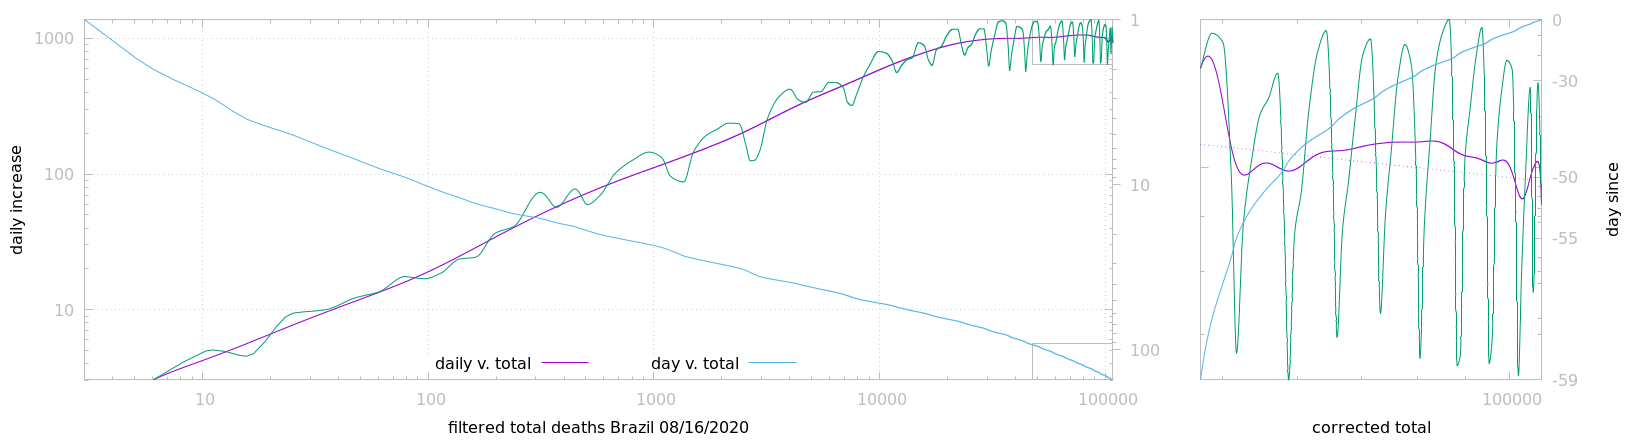 daily increase
1000
100
10
10
100
1000
10000
100000
1
10
100
daily v. total
day v. total
filtered total deaths Brazil 08/16/2020
0
-30
-50
-55
-59
day since
100000
corrected total